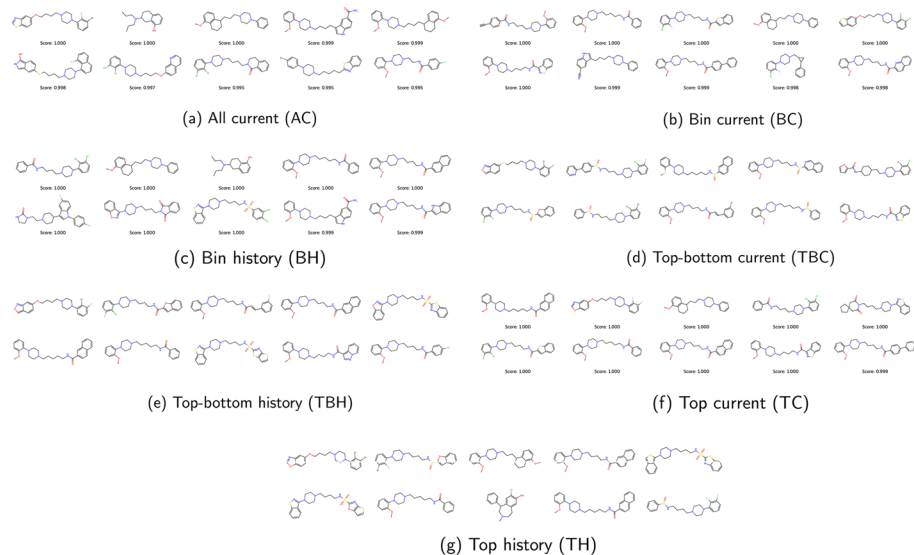 Score: 1.000 Score: 1.000 Score: 1.000 Score: 0.999 Score: 0.999
Score: 0.998 Score: 0.997 Score: 0.995 Score: 0.995 Score: 0.995
(a) All current (AC)
Score: 1.000 Score: 1.000 Score: 1.000 Score: 1.000 Score: 1.000
Score: 1.000 Score: 0.999 Score: 0.999 Score: 0.998 Score: 0.998
(b) Bin current (BC)
Score: 1.000 Score: 1.000 Score: 1.000 Score: 1.000 Score: 1.000
Score: 1.000 Score: 1.000 Score: 1.000 Score: 0.999 Score: 0.999
(c) Bin history (BH)
(d) Top-bottom current (TBC)
(e) Top-bottom history (TBH)
Score: 1.000 Score: 1.000 Score: 1.000 Score: 1.000 Score: 1.000
Score: 1.000 Score: 1.000 Score: 1.000 Score: 1.000 Score: 0.999
(f) Top current (TC)
(g) Top history (TH)